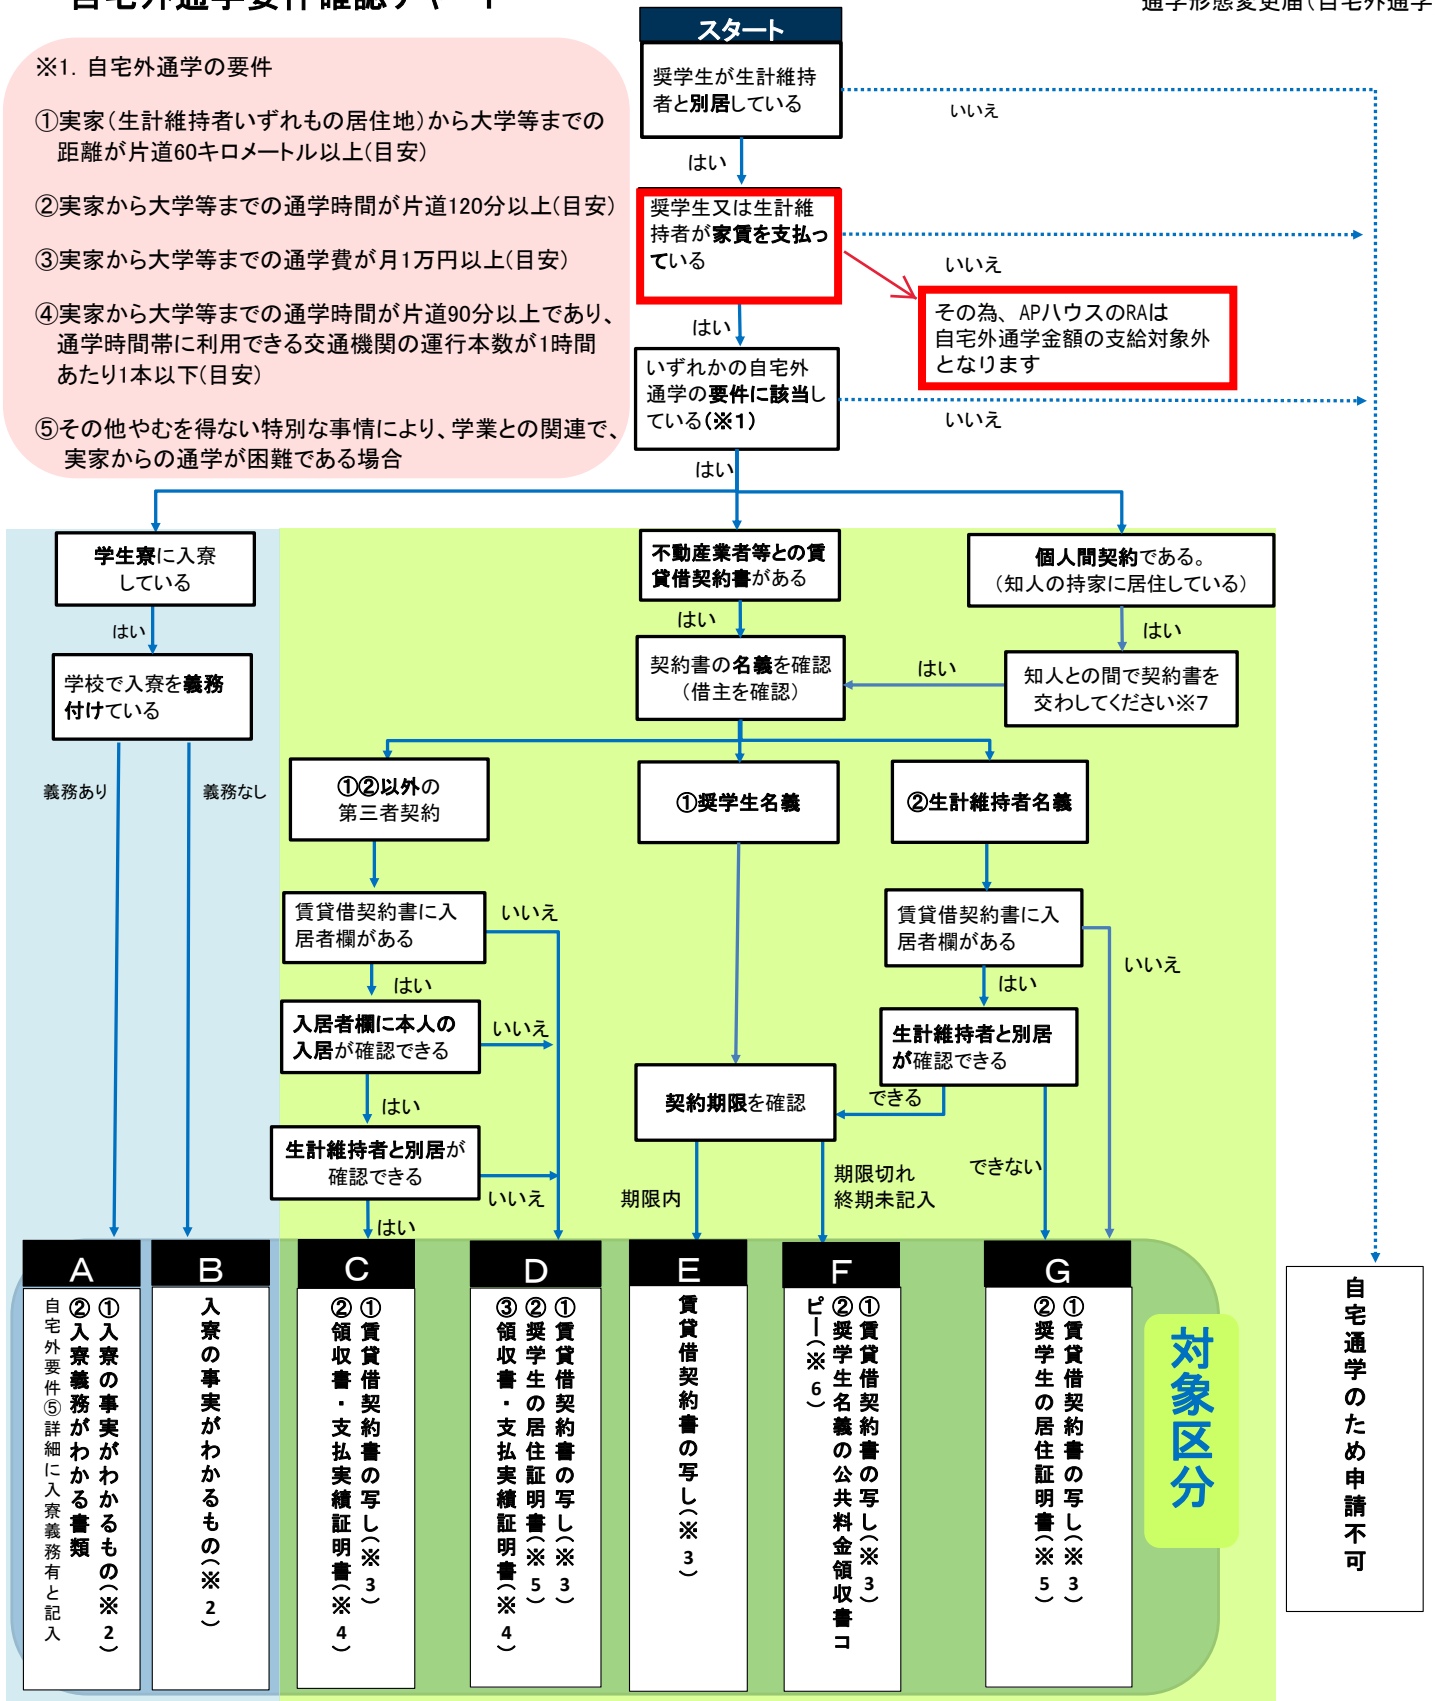 自宅外通学要件確認チャート
通学形態変更届（自宅外通学
※1. 自宅外通学の要件
①実家（生計維持者いずれもの居住地）から大学等までの
距離が片道60キロメートル以上(目安)
②実家から大学等までの通学時間が片道120分以上(目安)
③実家から大学等までの通学費が月1万円以上(目安)
④実家から大学等までの通学時間が片道90分以上であり、
通学時間帯に利用できる交通機関の運行本数が1時間
あたり1本以下(目安)
⑤その他やむを得ない特別な事情により、学業との関連で、
実家からの通学が困難である場合
スタート
奨学生が生計維持
者と別居している
いいえ
はい
奨学生又は生計維
持者が家賃を支払っ
ている
いいえ
その為、APハウスのRAは
自宅外通学金額の支給対象外
となります
はい
いずれかの自宅外
通学の要件に該当し
ている(※1)
いいえ
はい
学生寮に入寮
している
はい
学校で入寮を義務
付けている
義務あり
義務なし
不動産業者等との賃
貸借契約書がある
はい
契約書の名義を確認
（借主を確認）
個人間契約である。
（知人の持家に居住している）
はい
知人との間で契約書を
交わしてください※7
はい
①②以外の
第三者契約
①奨学生名義
②生計維持者名義
賃貸借契約書に入
居者欄がある
いいえ
はい
入居者欄に本人の
入居が確認できる
いいえ
はい
生計維持者と別居が
確認できる
いいえ
はい
賃貸借契約書に入
居者欄がある
いいえ
はい
生計維持者と別居
が確認できる
できる
できない
契約期限を確認
期限内
期限切れ
終期未記入
A
①入寮の事実がわかるもの(※2)
②入寮義務がわかる書類
自宅外要件⑤詳細に入寮義務有と記入
B
入寮の事実がわかるもの(※2)
C
①賃貸借契約書の写し(※3)
②領収書・支払実績証明書(※4)
D
①賃貸借契約書の写し(※3)
②奨学生の居住証明書(※5)
③領収書・支払実績証明書(※4)
E
賃貸借契約書の写し(※3)
F
①賃貸借契約書の写し(※3)
②奨学生名義の公共料金領収書コ
ピー(※6)
G
①賃貸借契約書の写し(※3)
②奨学生の居住証明書(※5)
対象区分
自宅通学のため申請不可